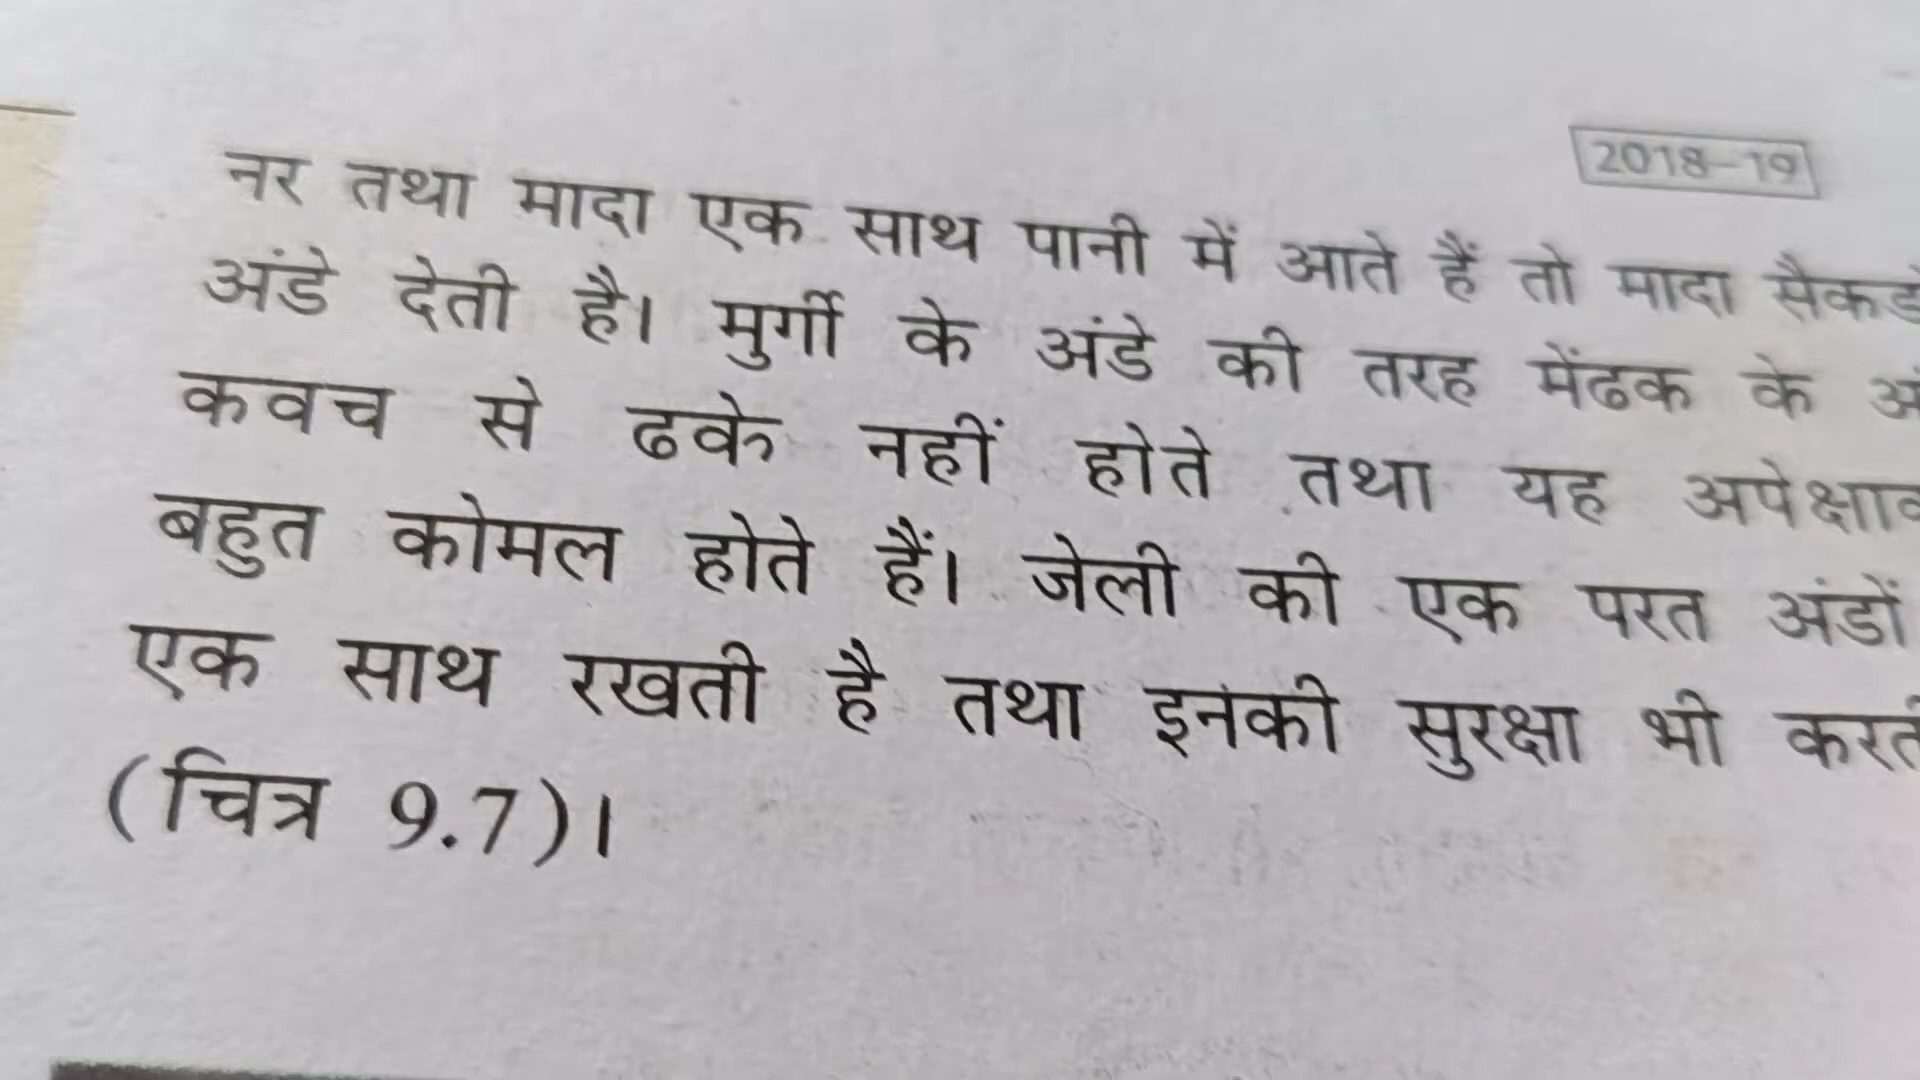 2018-19
नर तथा मादा एक साथ पानी में आते हैं तो मादा
अंडे देती है। मुर्गी के अंडे की तरह मेंढक के
कवच से ढके नहीं होते तथा यह
बहुत कोमल होते हैं। जेली की एक परत अंडों
एक साथ रखती है तथा इनकी सुरक्षा भी
(चित्र 9.7)।